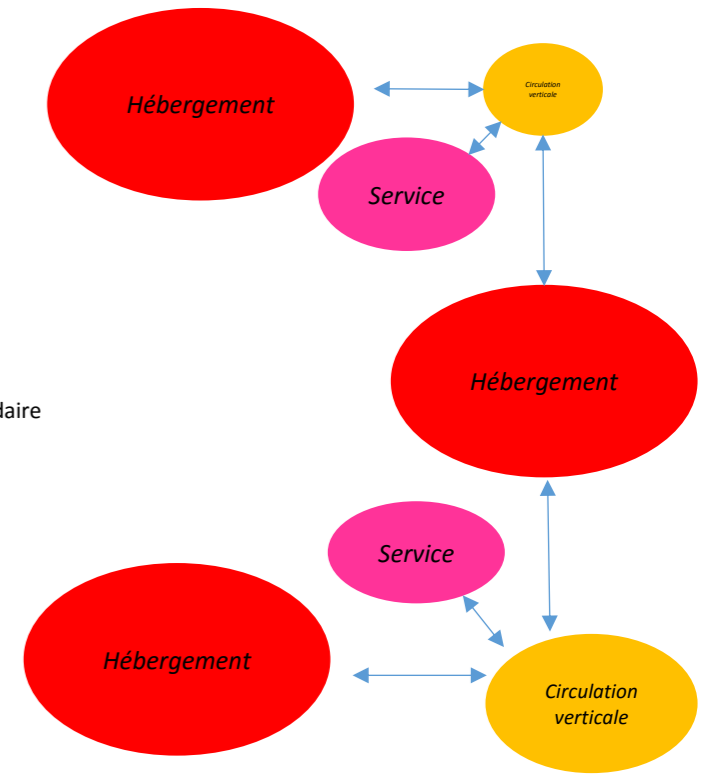 Hébergement
Circulation
verticale
Service
Hébergement
daire
Service
Hébergement
Circulation
verticale